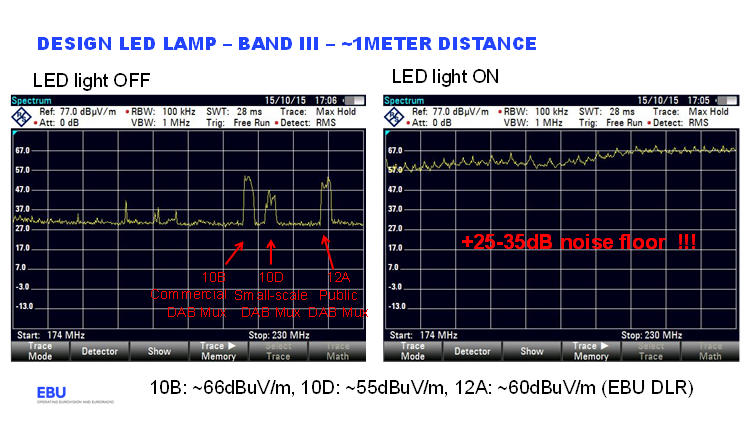 DESIGN LED LAMP – BAND III – ~1METER DISTANCE
LED light OFF
LED light ON
Spectrum 15/10/15 17:06
Ref: 77.0 dBµV/m • RBW: 100 kHz SWT: 28 ms Trace: Max Hold
• Att: 0 dB VBW: 1 MHz Trig: Free Run • Detect: RMS
67.0
57.0
47.0
37.0
27.0
17.0
7.0
-3.0
-13.0
10B
Commercial
DAB Mux
10D
Small-scale
DAB Mux
12A
Public
DAB Mux
Start: 174 MHz Stop: 230 MHz
Trace Mode
Detector
Show
Trace ▶ Memory
Select Trace
Trace Math
Spectrum 15/10/15 17:05
Ref: 77.0 dBµV/m • RBW: 100 kHz SWT: 28 ms Trace: Max Hold
• Att: 0 dB VBW: 1 MHz Trig: Free Run • Detect: RMS
67.0
57.0
47.0
37.0
27.0
17.0
7.0
-3.0
-13.0
+25-35dB noise floor !!!
Start: 174 MHz Stop: 230 MHz
Trace Mode
Detector
Show
Trace ▶ Memory
Select Trace
Trace Math
10B: ~66dBuV/m, 10D: ~55dBuV/m, 12A: ~60dBuV/m (EBU DLR)
EBU
OPERATING EUROVISION AND EURORADIO